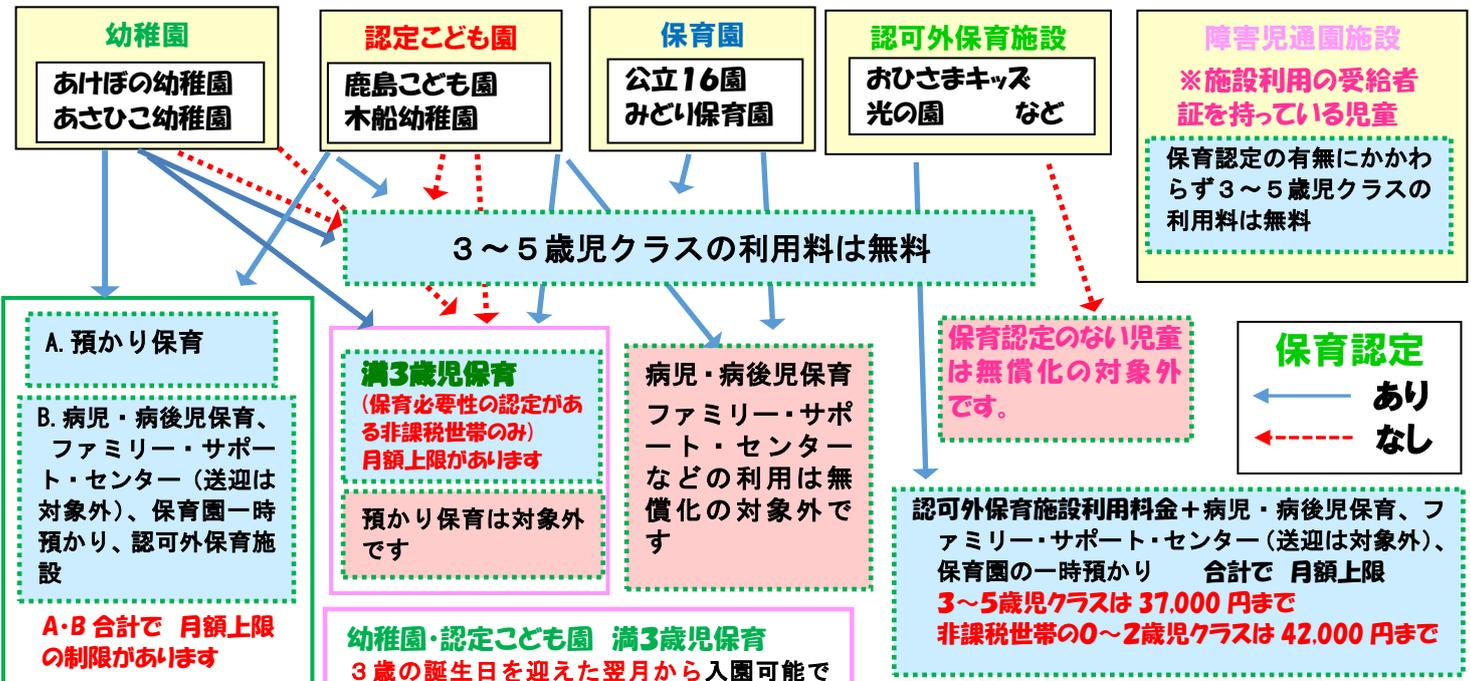 幼稚園
あけぼの幼稚園
あさひこ幼稚園
認定こども園
鹿島こども園
木船幼稚園
保育園
公立16園
みどり保育園
認可外保育施設
おひさまキッズ
光の園 など
障害児通園施設
※施設利用の受給者
証を持っている児童
保育認定の有無にかかわ
らず3~5歳児クラスの
利用料は無料
3~5歳児クラスの利用料は無料
A.預かり保育
B.病児・病後児保育、
ファミリー・サポー
ト・センター(送迎は
対象外)、保育園一時
預かり、認可外保育施
設
A・B 合計で 月額上限
の制限があります
満3歳児保育
(保育必要性の認定があ
る非課税世帯のみ)
月額上限があります
預かり保育は対象外
です
病児・病後児保育
ファミリー・サポ
ート・センター
などの利用は無
償化の対象外で
す
保育認定のない児童
は無償化の対象外
です。
保育認定
あり
なし
認可外保育施設利用料金+病児・病後児保育、フ
ァミリー・サポート・センター(送迎は対象外)、
保育園の一時預かり 合計で 月額上限
3~5歳児クラスは 37,000 円まで
非課税世帯の0~2歳児クラスは 42,000 円まで
幼稚園・認定こども園 満3歳児保育
3歳の誕生日を迎えた翌月から入園可能で